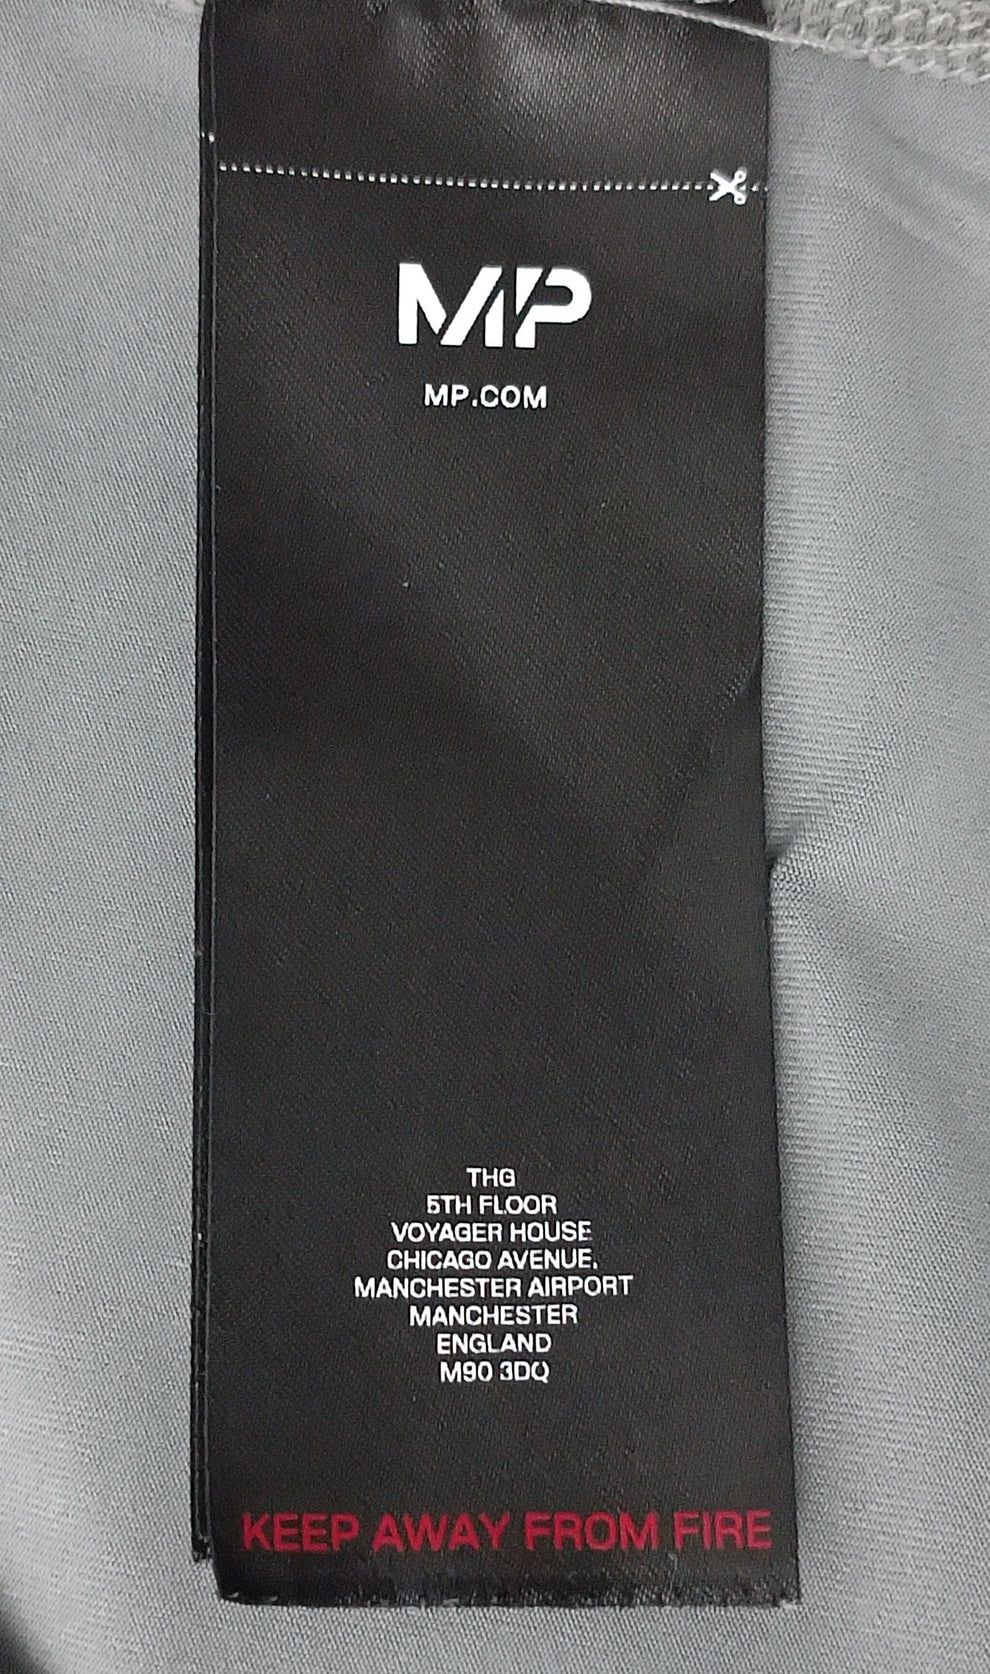 MP
MP.COM
THG
5TH FLOOR
VOYAGER HOUSE
CHICAGO AVENUE,
MANCHESTER AIRPORT
MANCHESTER
ENGLAND
M90 3DQ
KEEP AWAY FROM FIRE